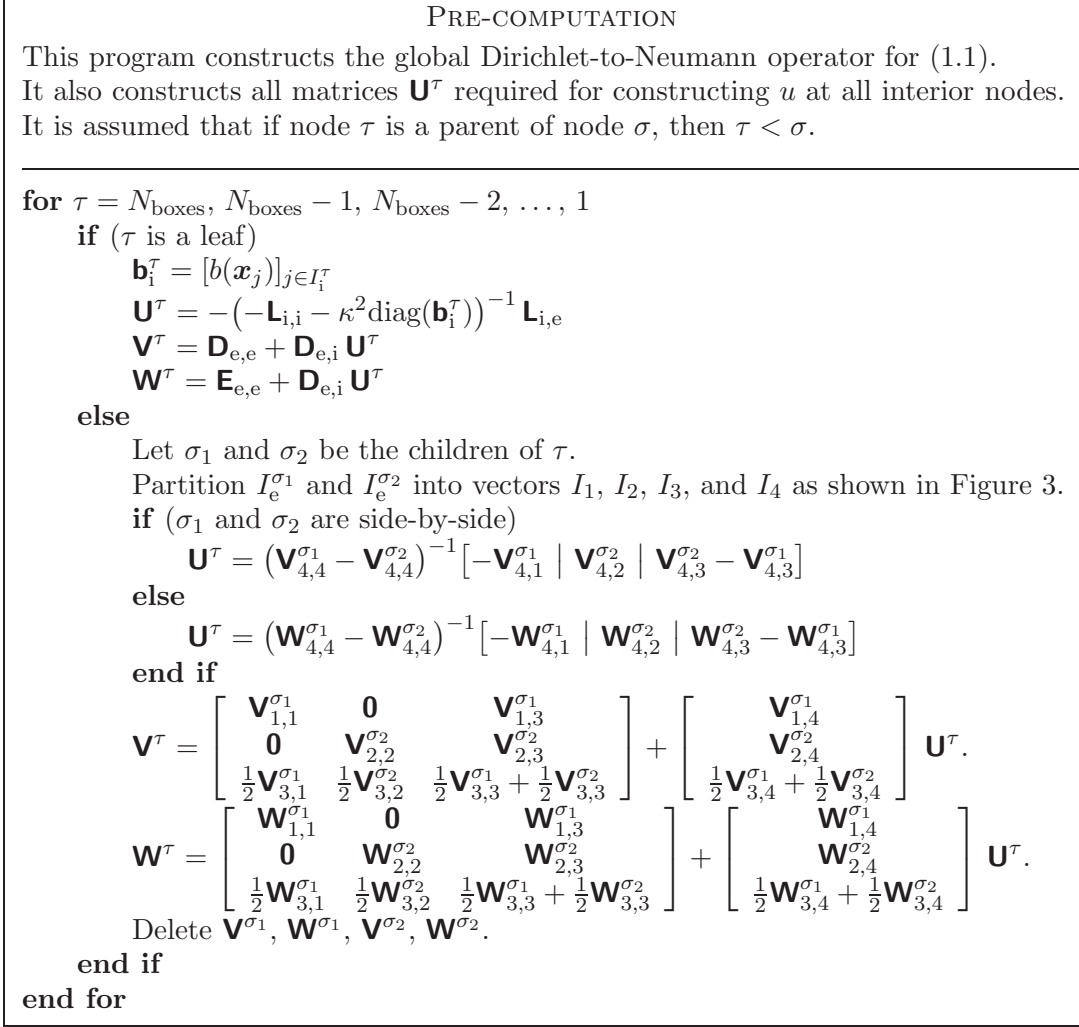 PRE-COMPUTATION
This program constructs the global Dirichlet-to-Neumann operator for (1.1).
It also constructs all matrices U^τ required for constructing u at all interior nodes.
It is assumed that if node τ is a parent of node σ, then τ < σ.
for τ = N_boxes, N_boxes − 1, N_boxes − 2, …, 1
if (τ is a leaf)
b_i^τ = [b(x_j)]_{j∈I_i^τ}
U^τ = −(−L_{i,i} − κ^2 diag(b_i^τ))^{−1} L_{i,e}
V^τ = D_{e,e} + D_{e,i} U^τ
W^τ = E_{e,e} + D_{e,i} U^τ
else
Let σ_1 and σ_2 be the children of τ.
Partition I_e^{σ_1} and I_e^{σ_2} into vectors I_1, I_2, I_3, and I_4 as shown in Figure 3.
if (σ_1 and σ_2 are side-by-side)
U^τ = (V_{4,4}^{σ_1} − V_{4,4}^{σ_2})^{−1} [−V_{4,1}^{σ_1} | V_{4,2}^{σ_2} | V_{4,3}^{σ_2} − V_{4,3}^{σ_1}]
else
U^τ = (W_{4,4}^{σ_1} − W_{4,4}^{σ_2})^{−1} [−W_{4,1}^{σ_1} | W_{4,2}^{σ_2} | W_{4,3}^{σ_2} − W_{4,3}^{σ_1}]
end if
V^τ = [ V_{1,1}^{σ_1} 0 V_{1,3}^{σ_1} ; 0 V_{2,2}^{σ_2} V_{2,3}^{σ_2} ; ½V_{3,1}^{σ_1} ½V_{3,2}^{σ_2} ½V_{3,3}^{σ_1} + ½V_{3,3}^{σ_2} ] + [ V_{1,4}^{σ_1} ; V_{2,4}^{σ_2} ; ½V_{3,4}^{σ_1} + ½V_{3,4}^{σ_2} ] U^τ.
W^τ = [ W_{1,1}^{σ_1} 0 W_{1,3}^{σ_1} ; 0 W_{2,2}^{σ_2} W_{2,3}^{σ_2} ; ½W_{3,1}^{σ_1} ½W_{3,2}^{σ_2} ½W_{3,3}^{σ_1} + ½W_{3,3}^{σ_2} ] + [ W_{1,4}^{σ_1} ; W_{2,4}^{σ_2} ; ½W_{3,4}^{σ_1} + ½W_{3,4}^{σ_2} ] U^τ.
Delete V^{σ_1}, W^{σ_1}, V^{σ_2}, W^{σ_2}.
end if
end for